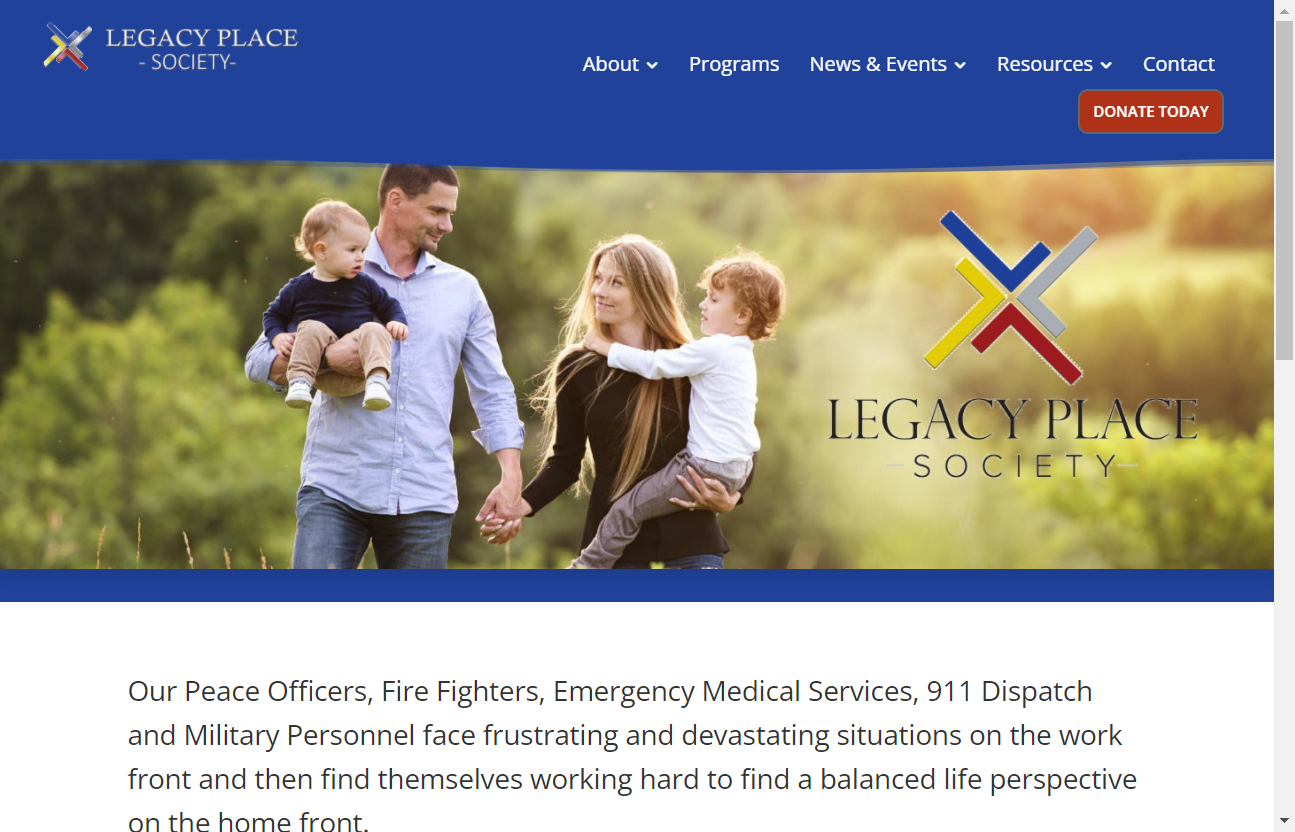 LEGACY PLACE
- SOCIETY-
About
Programs
News & Events
Resources
Contact
DONATE TODAY
LEGACY PLACE
SOCIETY
Our Peace Officers, Fire Fighters, Emergency Medical Services, 911 Dispatch
and Military Personnel face frustrating and devastating situations on the work
front and then find themselves working hard to find a balanced life perspective
on the home front.